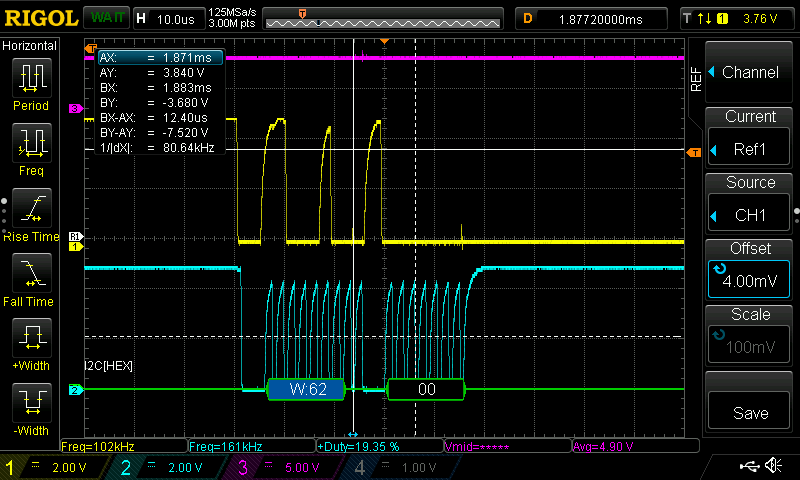 RIGOL WAIT H 10.0us 125MSa/s 3.00M pts D 1.87720000ms T 1 3.76 V
Horizontal
Period
Freq
Rise Time
Fall Time
+Width
-Width
AX: = 1.871ms
AY: = 3.840 V
BX: = 1.883ms
BY: = -3.680 V
BX-AX: = 12.40us
BY-AY: = -7.520 V
1/|dX|: = 80.64kHz
T
3
T
R1
1
I2C[HEX]
2
W:62 00
REF
Channel
Current
Ref1
Source
CH1
Offset
4.00mV
Scale
100mV
Save
Freq=102kHz Freq=161kHz +Duty=19.35 % Vmid=***** Avg=4.90 V
1 = 2.00 V 2 = 2.00 V 3 = 5.00 V 4 = 1.00 V